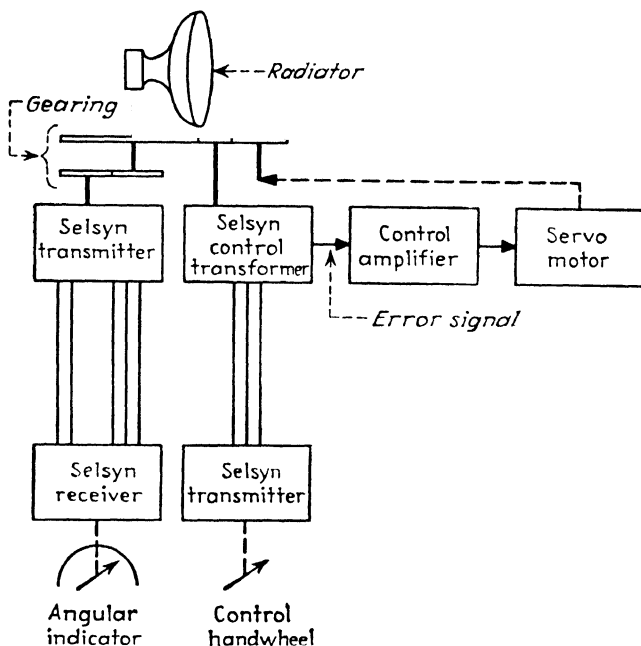 Radiator
Gearing
Selsyn
transmitter
Selsyn
control
transformer
Control
amplifier
Servo
motor
Error signal
Selsyn
receiver
Selsyn
transmitter
Angular
indicator
Control
handwheel